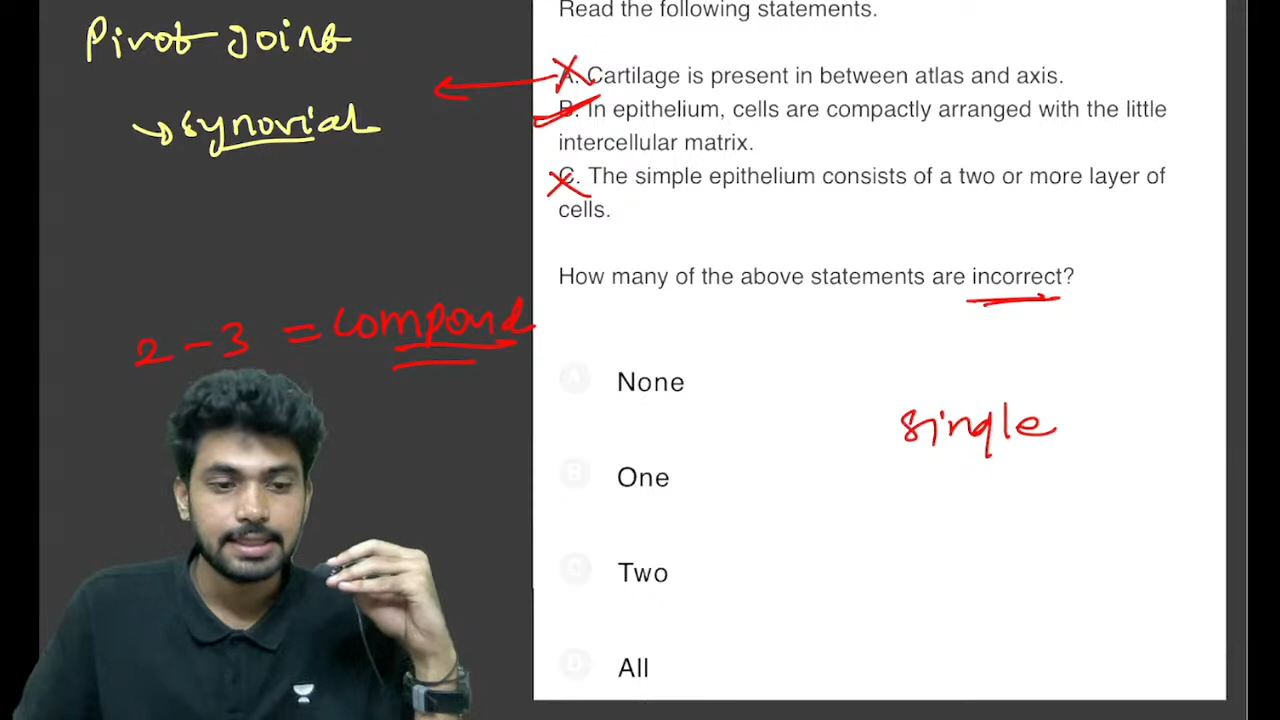 Pivot joint
→ synovial
2 - 3 = compound
Read the following statements.
A. Cartilage is present in between atlas and axis.
B. In epithelium, cells are compactly arranged with the little
intercellular matrix.
C. The simple epithelium consists of a two or more layer of
cells.
How many of the above statements are incorrect?
A None
single
B One
C Two
D All